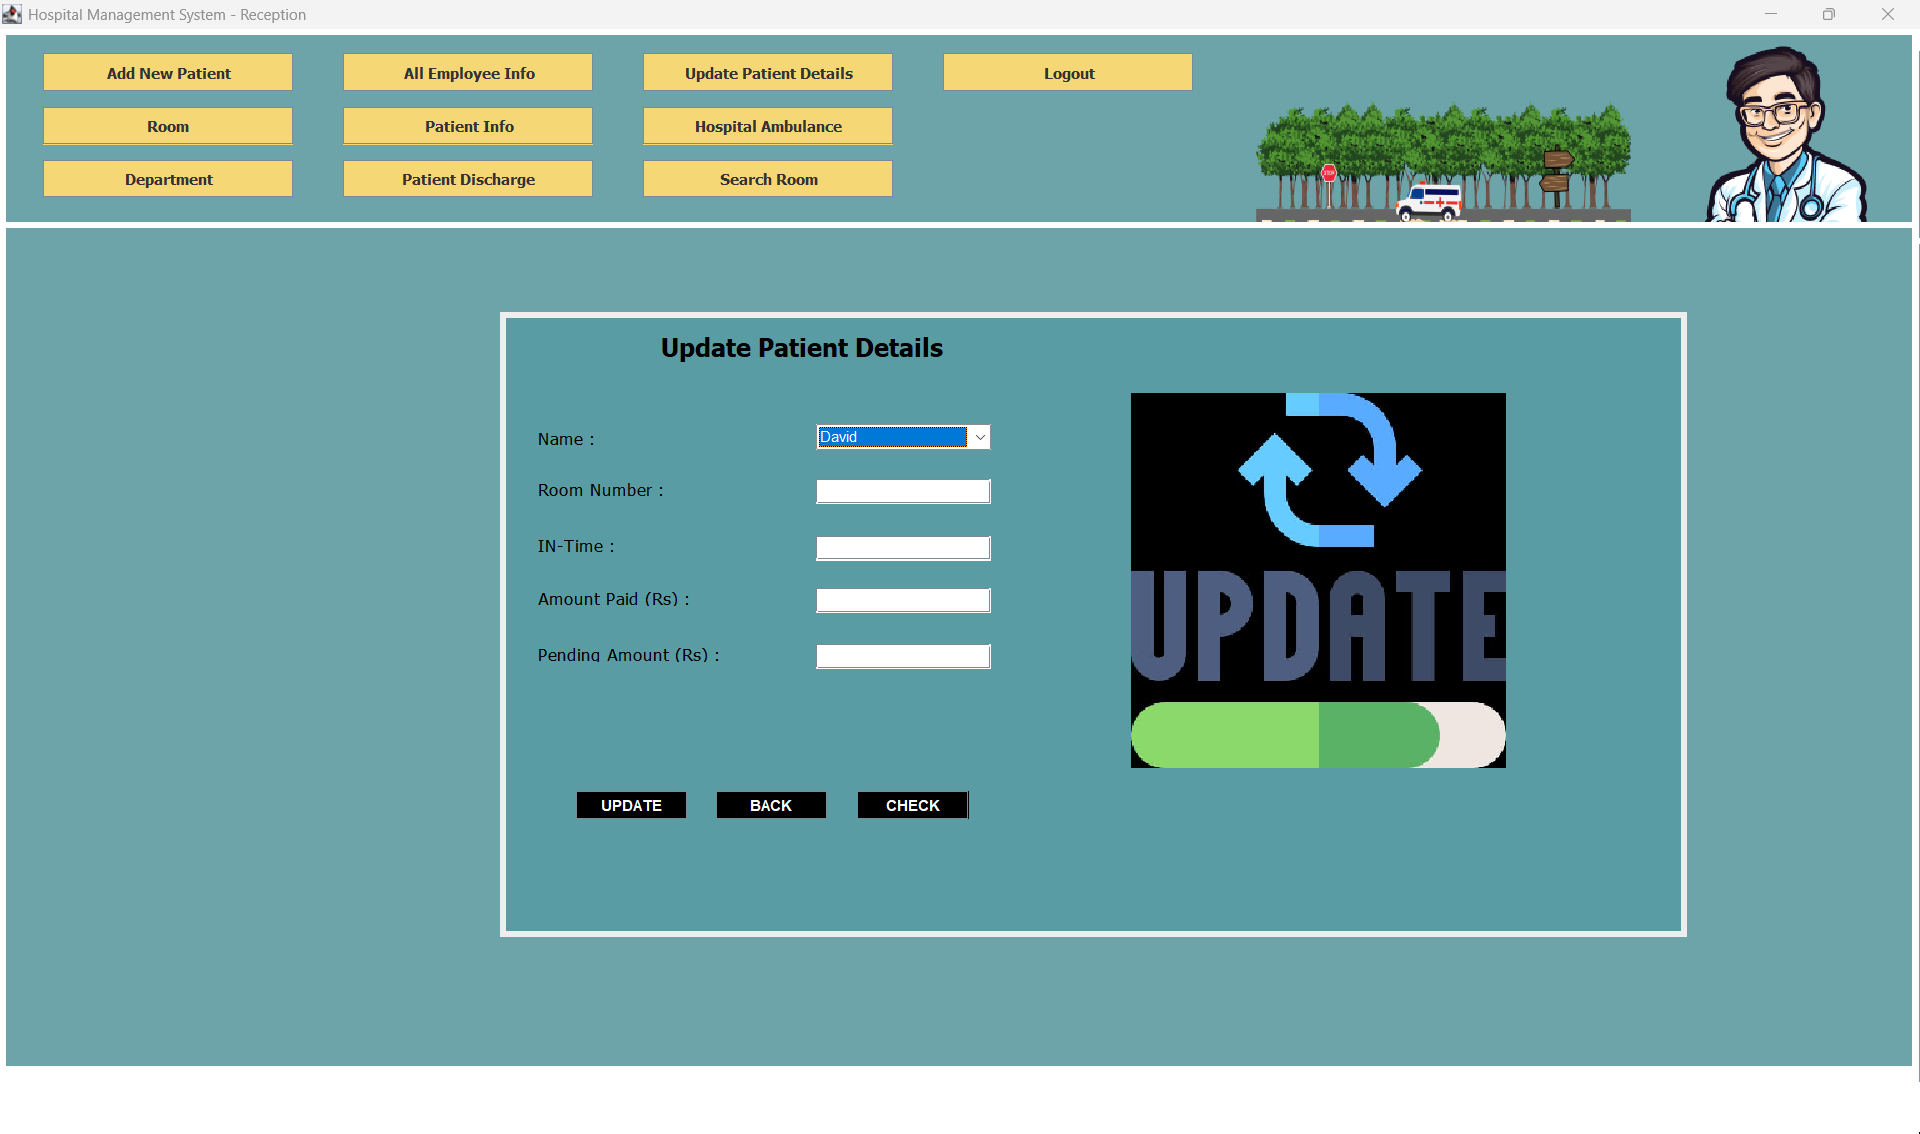 Hospital Management System - Reception
Add New Patient
All Employee Info
Update Patient Details
Logout
Room
Patient Info
Hospital Ambulance
Department
Patient Discharge
Search Room
STOP
Update Patient Details
Name :
David
Room Number :
IN-Time :
Amount Paid (Rs) :
Pending Amount (Rs) :
UPDATE
UPDATE
BACK
CHECK